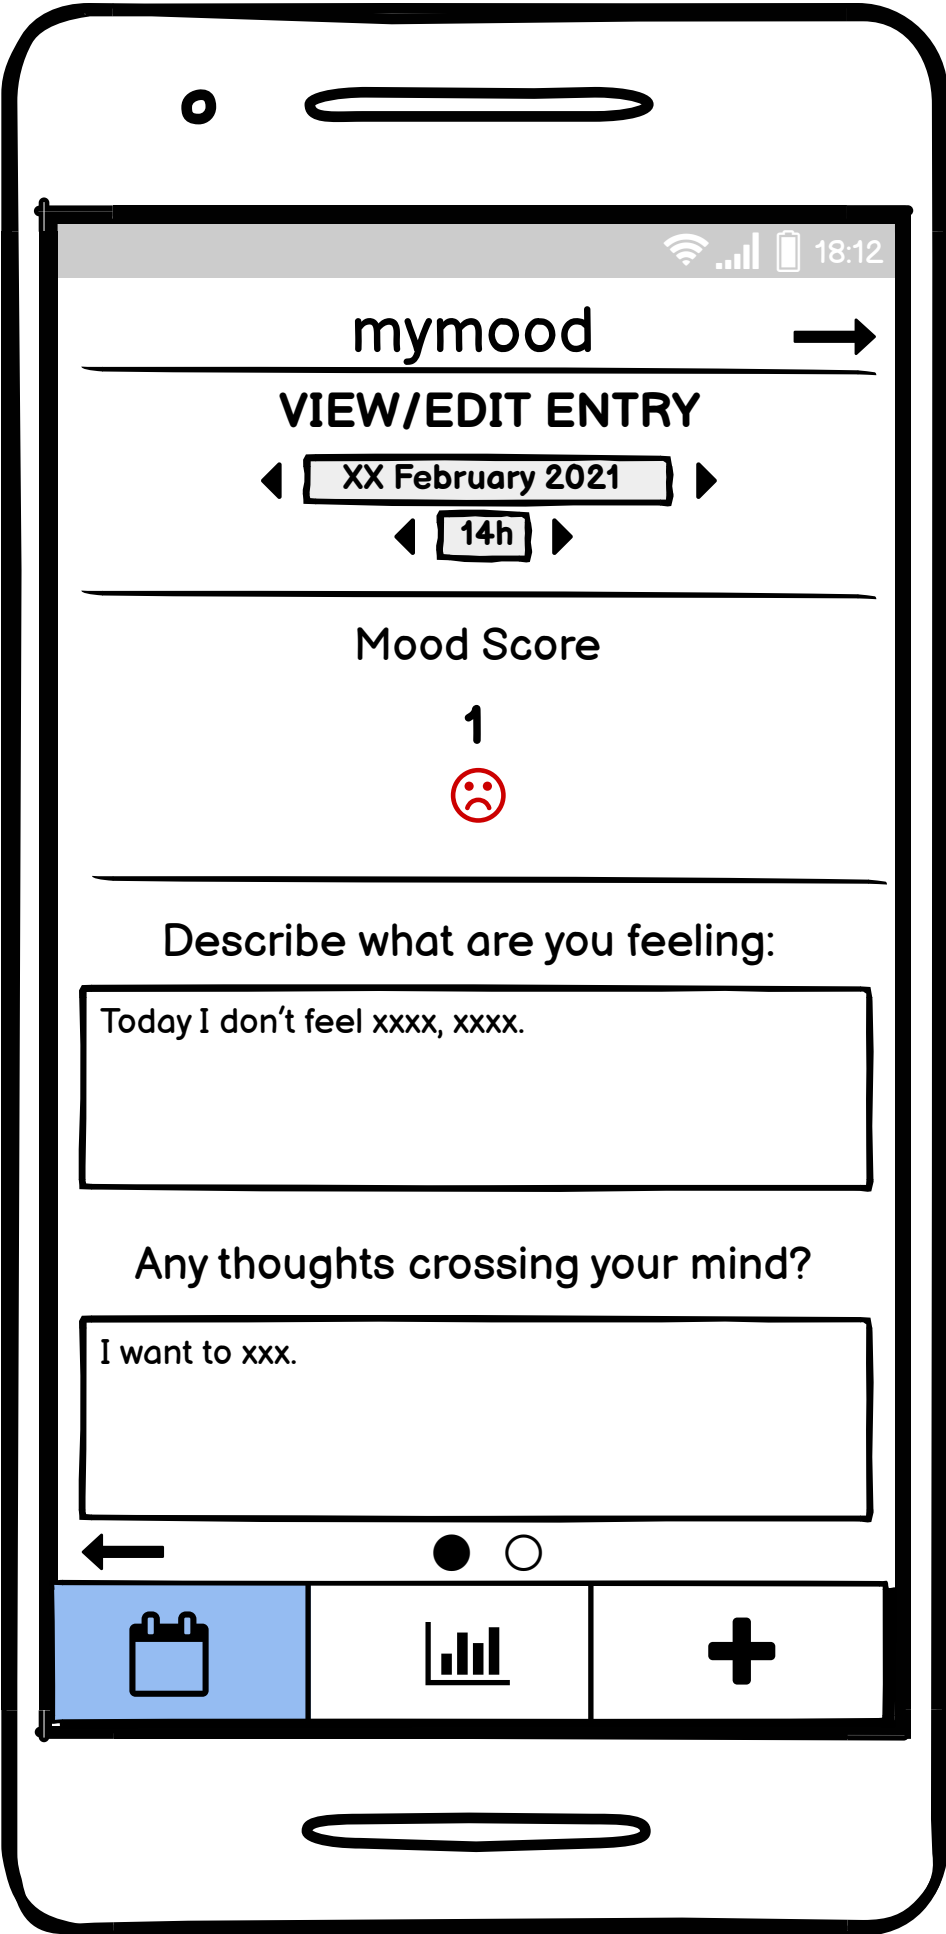 18:12
mymood
VIEW/EDIT ENTRY
XX February 2021
14h
Mood Score
1
Describe what are you feeling:
Today I don't feel xxxx, xxxx.
Any thoughts crossing your mind?
I want to xxx.